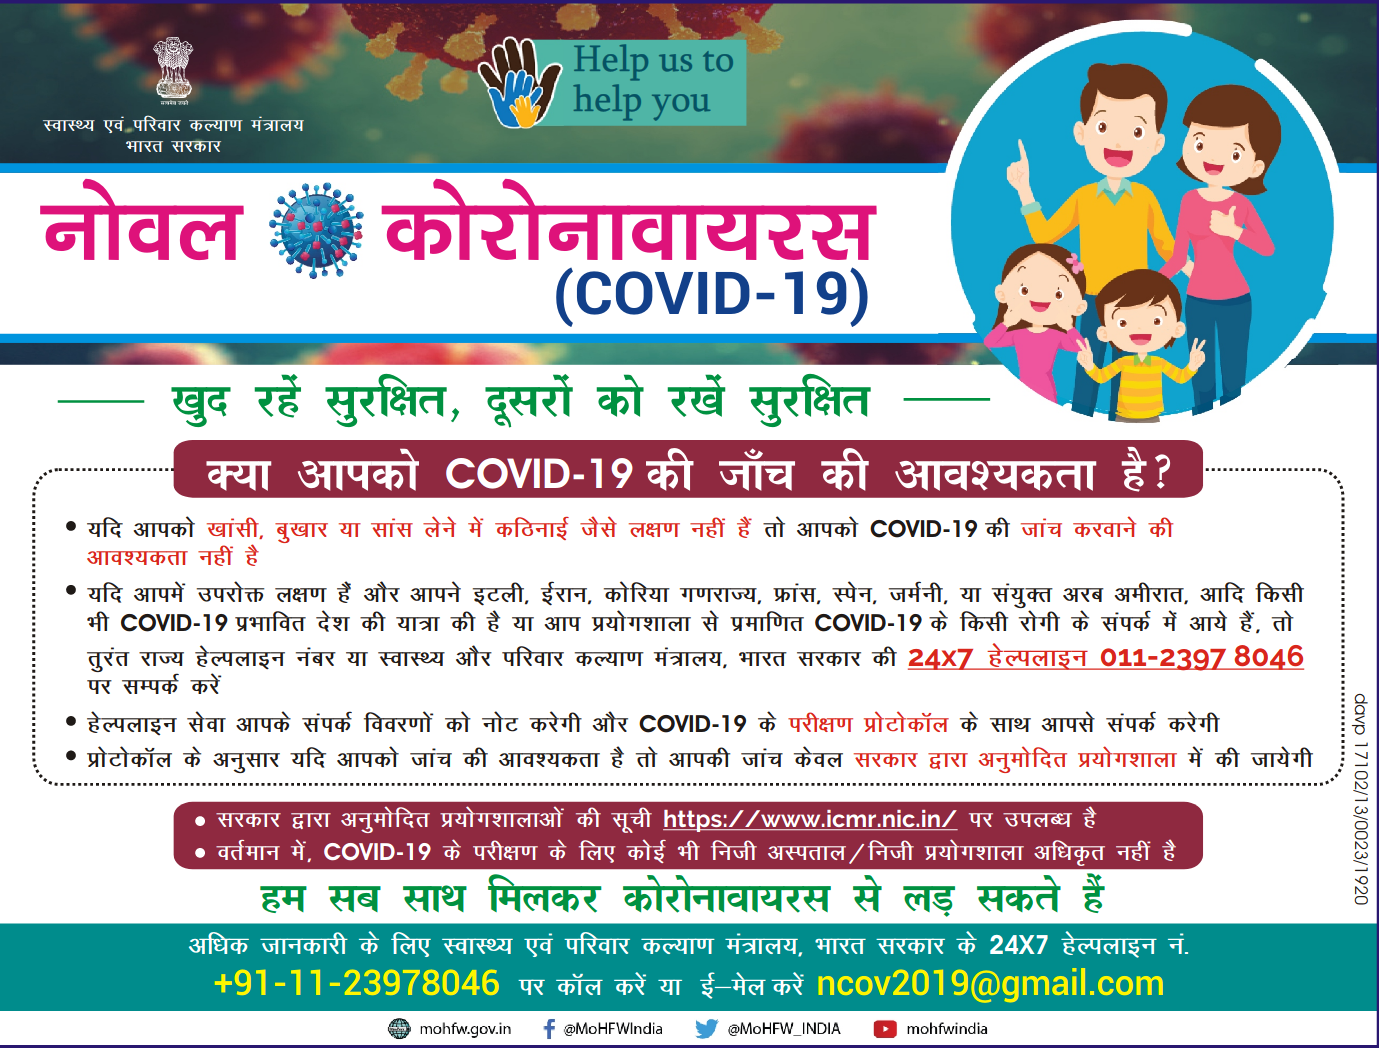 सत्यमेव जयते
स्वास्थ्य एवं परिवार कल्याण मंत्रालय
भारत सरकार
Help us to
help you
नोवल कोरोनावायरस
(COVID-19)
खुद रहें सुरक्षित, दूसरों को रखें सुरक्षित
क्या आपको COVID-19 की जाँच की आवश्यकता है?
• यदि आपको खांसी, बुखार या सांस लेने में कठिनाई जैसे लक्षण नहीं हैं तो आपको COVID-19 की जांच करवाने की
आवश्यकता नहीं है
• यदि आपमें उपरोक्त लक्षण हैं और आपने इटली, ईरान, कोरिया गणराज्य, फ्रांस, स्पेन, जर्मनी, या संयुक्त अरब अमीरात, आदि किसी
भी COVID-19 प्रभावित देश की यात्रा की है या आप प्रयोगशाला से प्रमाणित COVID-19 के किसी रोगी के संपर्क में आये हैं, तो
तुरंत राज्य हेल्पलाइन नंबर या स्वास्थ्य और परिवार कल्याण मंत्रालय, भारत सरकार की 24x7 हेल्पलाइन 011-2397 8046
पर सम्पर्क करें
• हेल्पलाइन सेवा आपके संपर्क विवरणों को नोट करेगी और COVID-19 के परीक्षण प्रोटोकॉल के साथ आपसे संपर्क करेगी
• प्रोटोकॉल के अनुसार यदि आपको जांच की आवश्यकता है तो आपकी जांच केवल सरकार द्वारा अनुमोदित प्रयोगशाला में की जायेगी
• सरकार द्वारा अनुमोदित प्रयोगशालाओं की सूची https://www.icmr.nic.in/ पर उपलब्ध है
• वर्तमान में, COVID-19 के परीक्षण के लिए कोई भी निजी अस्पताल/निजी प्रयोगशाला अधिकृत नहीं है
davp 17102/13/0023/1920
हम सब साथ मिलकर कोरोनावायरस से लड़ सकते हैं
अधिक जानकारी के लिए स्वास्थ्य एवं परिवार कल्याण मंत्रालय, भारत सरकार के 24X7 हेल्पलाइन नं.
+91-11-23978046 पर कॉल करें या ई-मेल करें ncov2019@gmail.com
mohfw.gov.in @MoHFWIndia @MoHFW_INDIA mohfwindia